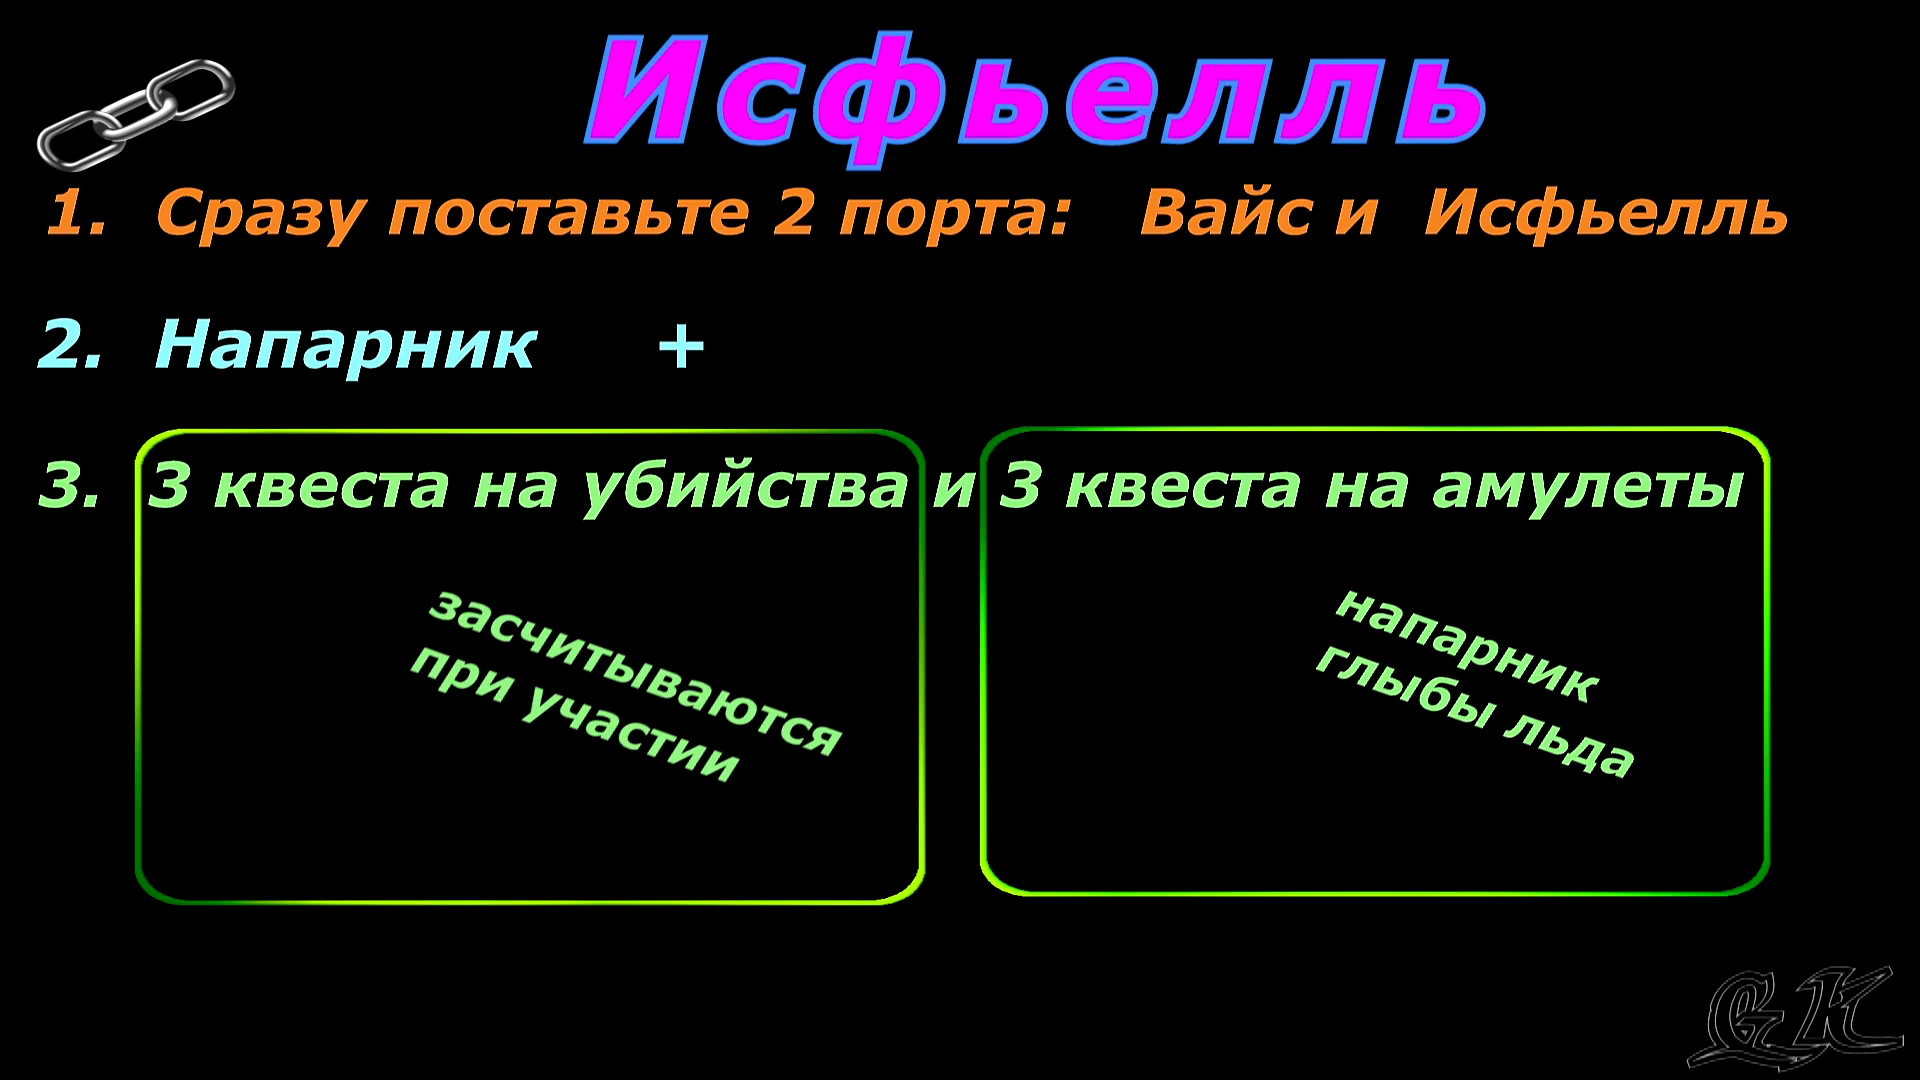 Исфьелль
1. Сразу поставьте 2 порта: Вайс и Исфьелль
2. Напарник +
3. 3 квеста на убийства и 3 квеста на амулеты
засчитываются
при участии
напарник
глыбы льда
GK